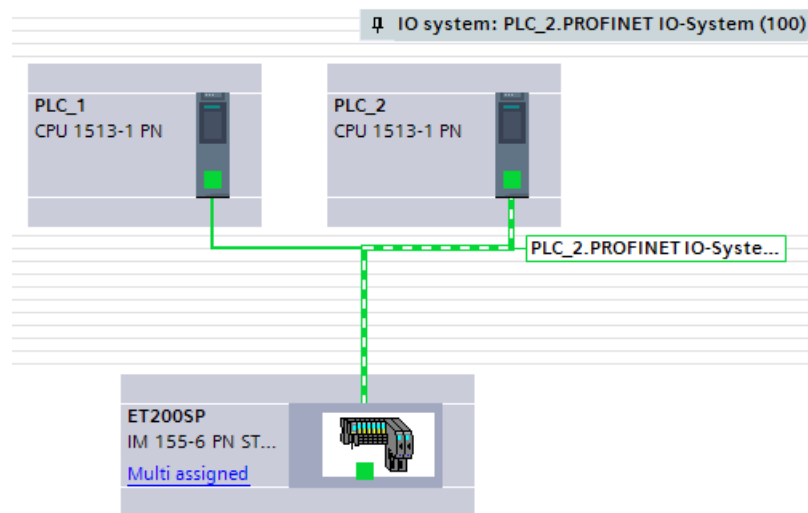 IO system: PLC_2.PROFINET IO-System (100)
PLC_1
CPU 1513-1 PN
PLC_2
CPU 1513-1 PN
PLC_2.PROFINET IO-Syste...
ET200SP
IM 155-6 PN ST...
Multi assigned